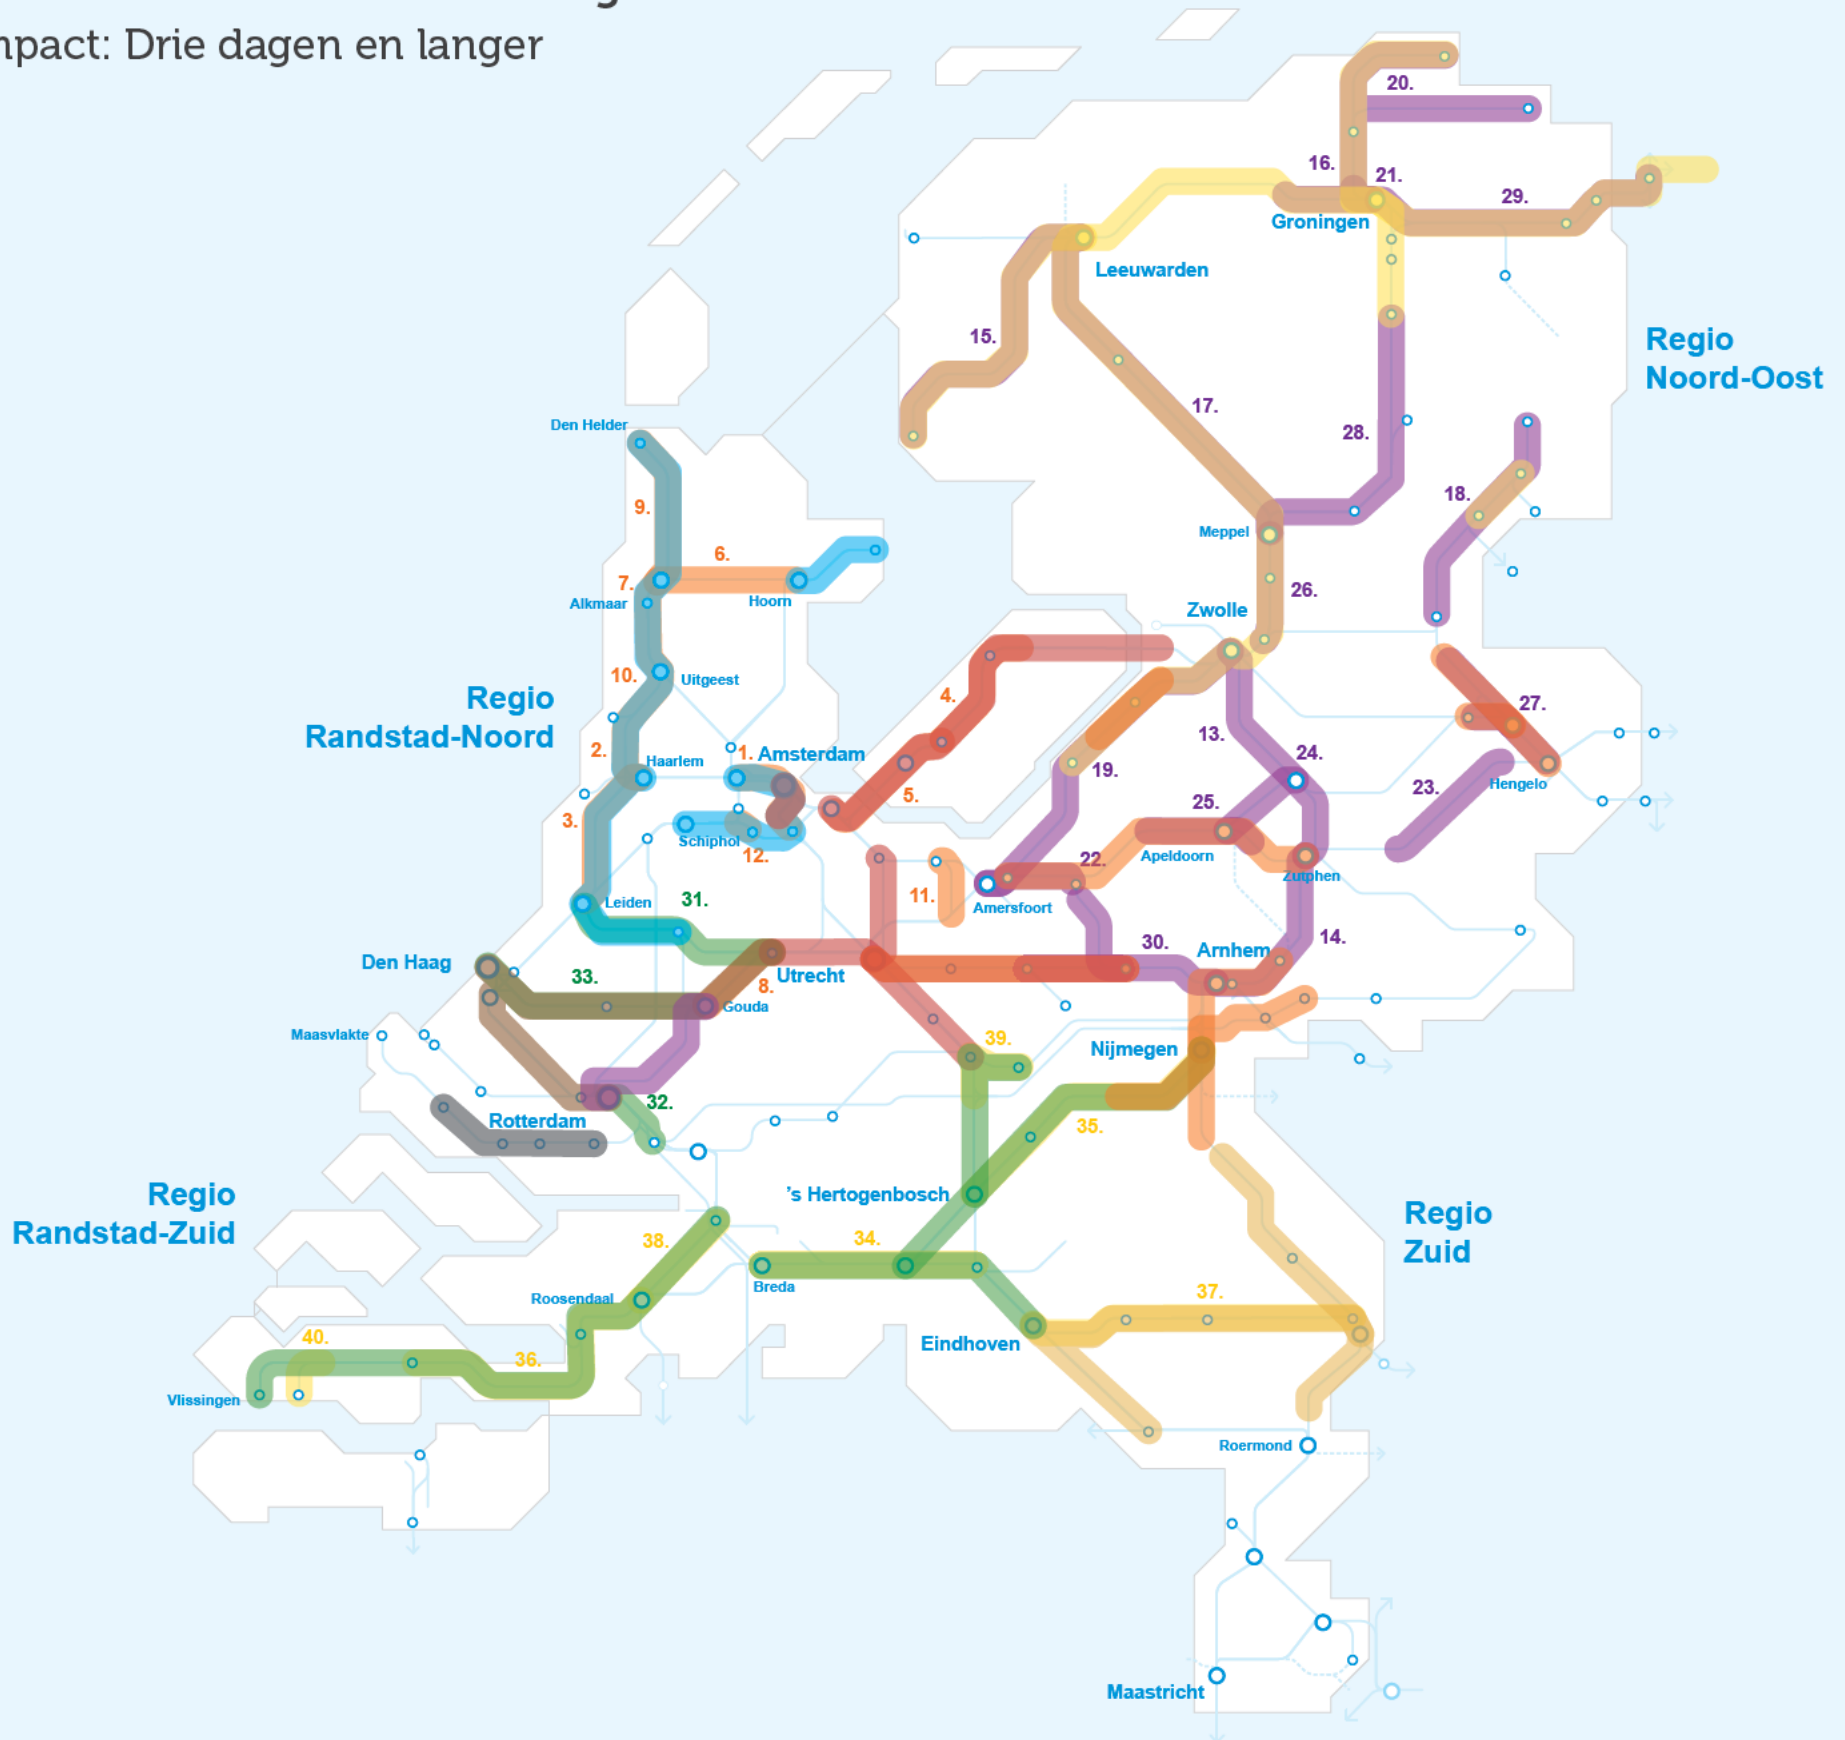 mpact: Drie dagen en langer
20.
16.
21.
29.
Groningen
Leeuwarden
15.
Regio
Noord-Oost
17.
28.
Den Helder
9.
18.
Meppel
6.
7.
Alkmaar
Hoorn
26.
Zwolle
10.
Uitgeest
4.
27.
Regio
Randstad-Noord
13.
2.
1.
Amsterdam
24.
Haarlem
19.
Hengelo
23.
5.
25.
3.
Schiphol
12.
22.
Apeldoorn
Zutphen
31.
11.
Leiden
Amersfoort
30.
14.
Arnhem
Den Haag
33.
8.
Utrecht
Gouda
Maasvlakte
39.
Nijmegen
32.
Rotterdam
35.
Regio
Randstad-Zuid
's Hertogenbosch
Regio
Zuid
38.
34.
Breda
Roosendaal
37.
40.
36.
Eindhoven
Vlissingen
Roermond
Maastricht